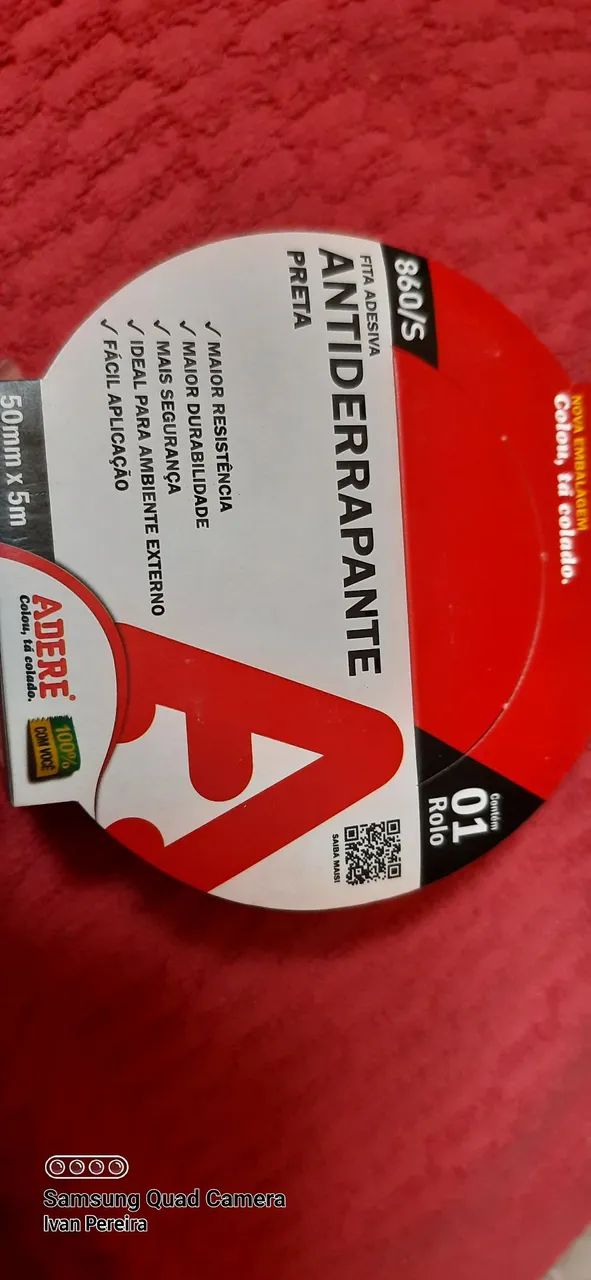 NOVA EMBALAGEM
Colou, tá colado.
860/S
FITA ADESIVA
ANTIDERRAPANTE
PRETA
✓ MAIOR RESISTÊNCIA
✓ MAIOR DURABILIDADE
✓ MAIS SEGURANÇA
✓ IDEAL PARA AMBIENTE EXTERNO
✓ FÁCIL APLICAÇÃO
Contém
01
Rolo
SAIBA MAIS!
50mm x 5m
ADERE®
Colou, tá colado.
100%
COM VOCÊ
Samsung Quad Camera
Ivan Pereira